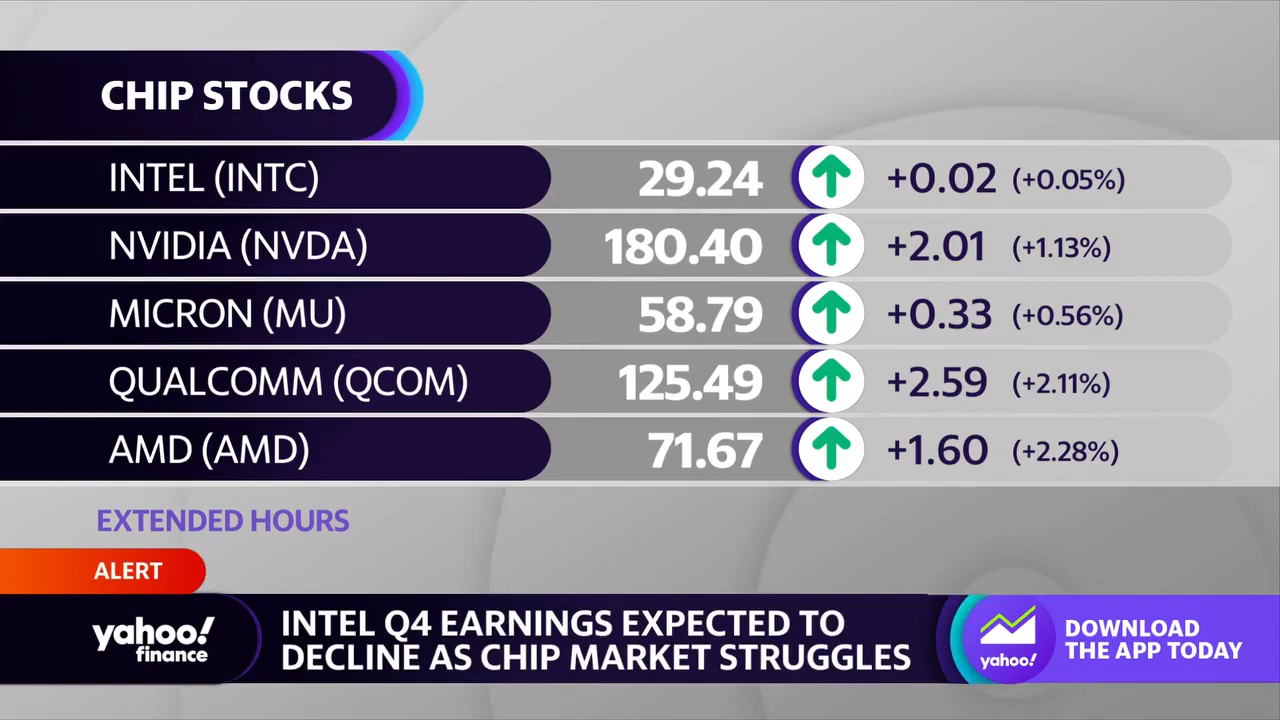 CHIP STOCKS
INTEL (INTC) 29.24 +0.02 (+0.05%)
NVIDIA (NVDA) 180.40 +2.01 (+1.13%)
MICRON (MU) 58.79 +0.33 (+0.56%)
QUALCOMM (QCOM) 125.49 +2.59 (+2.11%)
AMD (AMD) 71.67 +1.60 (+2.28%)
EXTENDED HOURS
ALERT
yahoo!
finance
INTEL Q4 EARNINGS EXPECTED TO
DECLINE AS CHIP MARKET STRUGGLES
yahoo!
DOWNLOAD
THE APP TODAY